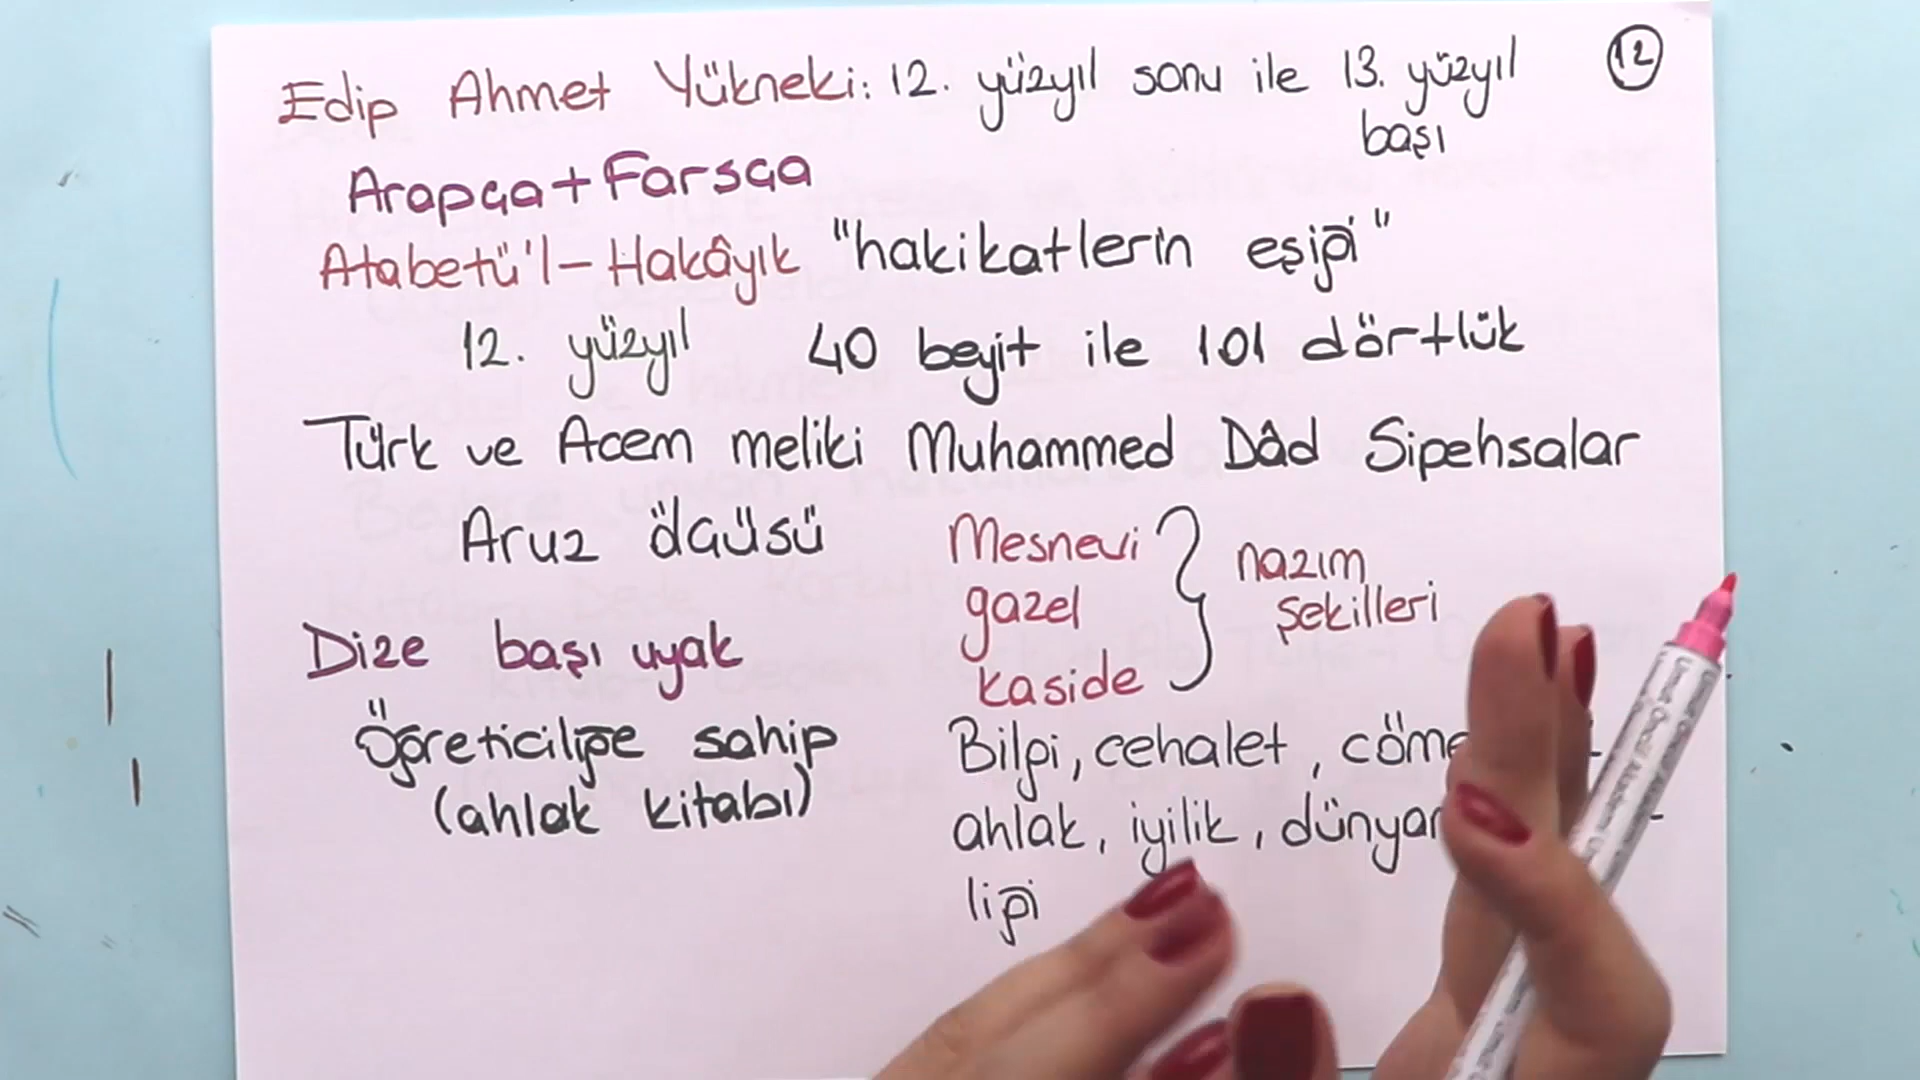 Edip Ahmet Yükneki: 12. yüzyıl sonu ile 13. yüzyıl
başı
12
Arapça+Farsça
Atabetü'l-Hakâyık "hakikatlerin eşiği"
12. yüzyıl 40 beyit ile 101 dörtlük
Türk ve Acem meliki Muhammed Dâd Sipehsalar
Aruz ölçüsü
Mesnevi
gazel
kaside
nazım
şekilleri
Dize başı uyak
Öğreticiliğe sahip
(ahlak kitabı)
Bilgi, cehalet,
ahlak, iyilik,
liği